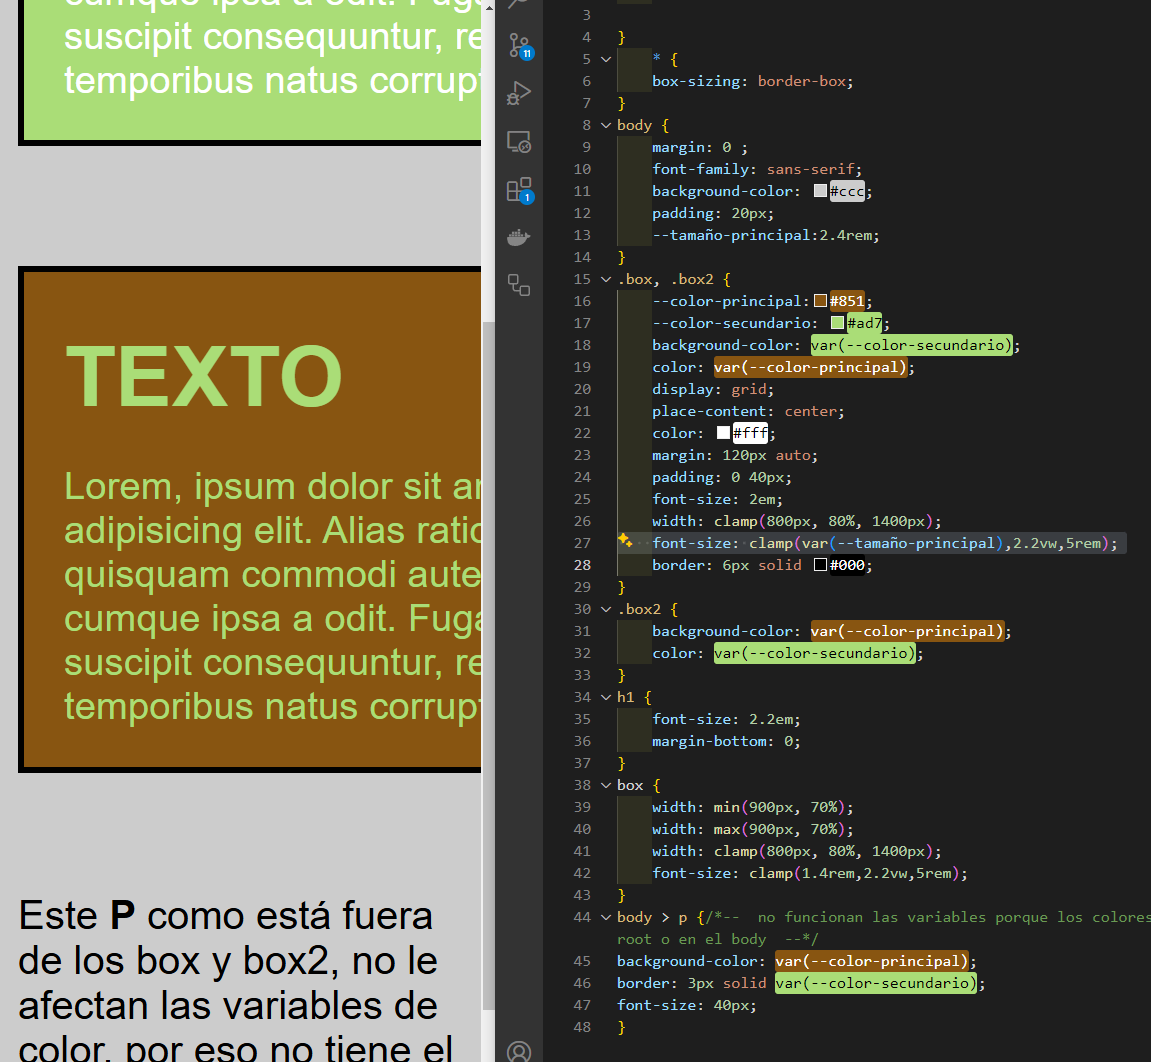 cumque ipsa a odit. Fuga
suscipit consequuntur, re
temporibus natus corrupt
TEXTO
Lorem, ipsum dolor sit am
adipisicing elit. Alias ratio
quisquam commodi aute
cumque ipsa a odit. Fuga
suscipit consequuntur, re
temporibus natus corrupt
Este P como está fuera
de los box y box2, no le
afectan las variables de
color, por eso no tiene el
11
1
3
4 }
5 * {
6 box-sizing: border-box;
7 }
8 body {
9 margin: 0 ;
10 font-family: sans-serif;
11 background-color: #ccc;
12 padding: 20px;
13 --tamaño-principal:2.4rem;
14 }
15 .box, .box2 {
16 --color-principal:#851;
17 --color-secundario: #ad7;
18 background-color: var(--color-secundario);
19 color: var(--color-principal);
20 display: grid;
21 place-content: center;
22 color: #fff;
23 margin: 120px auto;
24 padding: 0 40px;
25 font-size: 2em;
26 width: clamp(800px, 80%, 1400px);
27 font-size: clamp(var(--tamaño-principal),2.2vw,5rem);
28 border: 6px solid #000;
29 }
30 .box2 {
31 background-color: var(--color-principal);
32 color: var(--color-secundario);
33 }
34 h1 {
35 font-size: 2.2em;
36 margin-bottom: 0;
37 }
38 box {
39 width: min(900px, 70%);
40 width: max(900px, 70%);
41 width: clamp(800px, 80%, 1400px);
42 font-size: clamp(1.4rem,2.2vw,5rem);
43 }
44 body > p {/*-- no funcionan las variables porque los colores
root o en el body --*/
45 background-color: var(--color-principal);
46 border: 3px solid var(--color-secundario);
47 font-size: 40px;
48 }